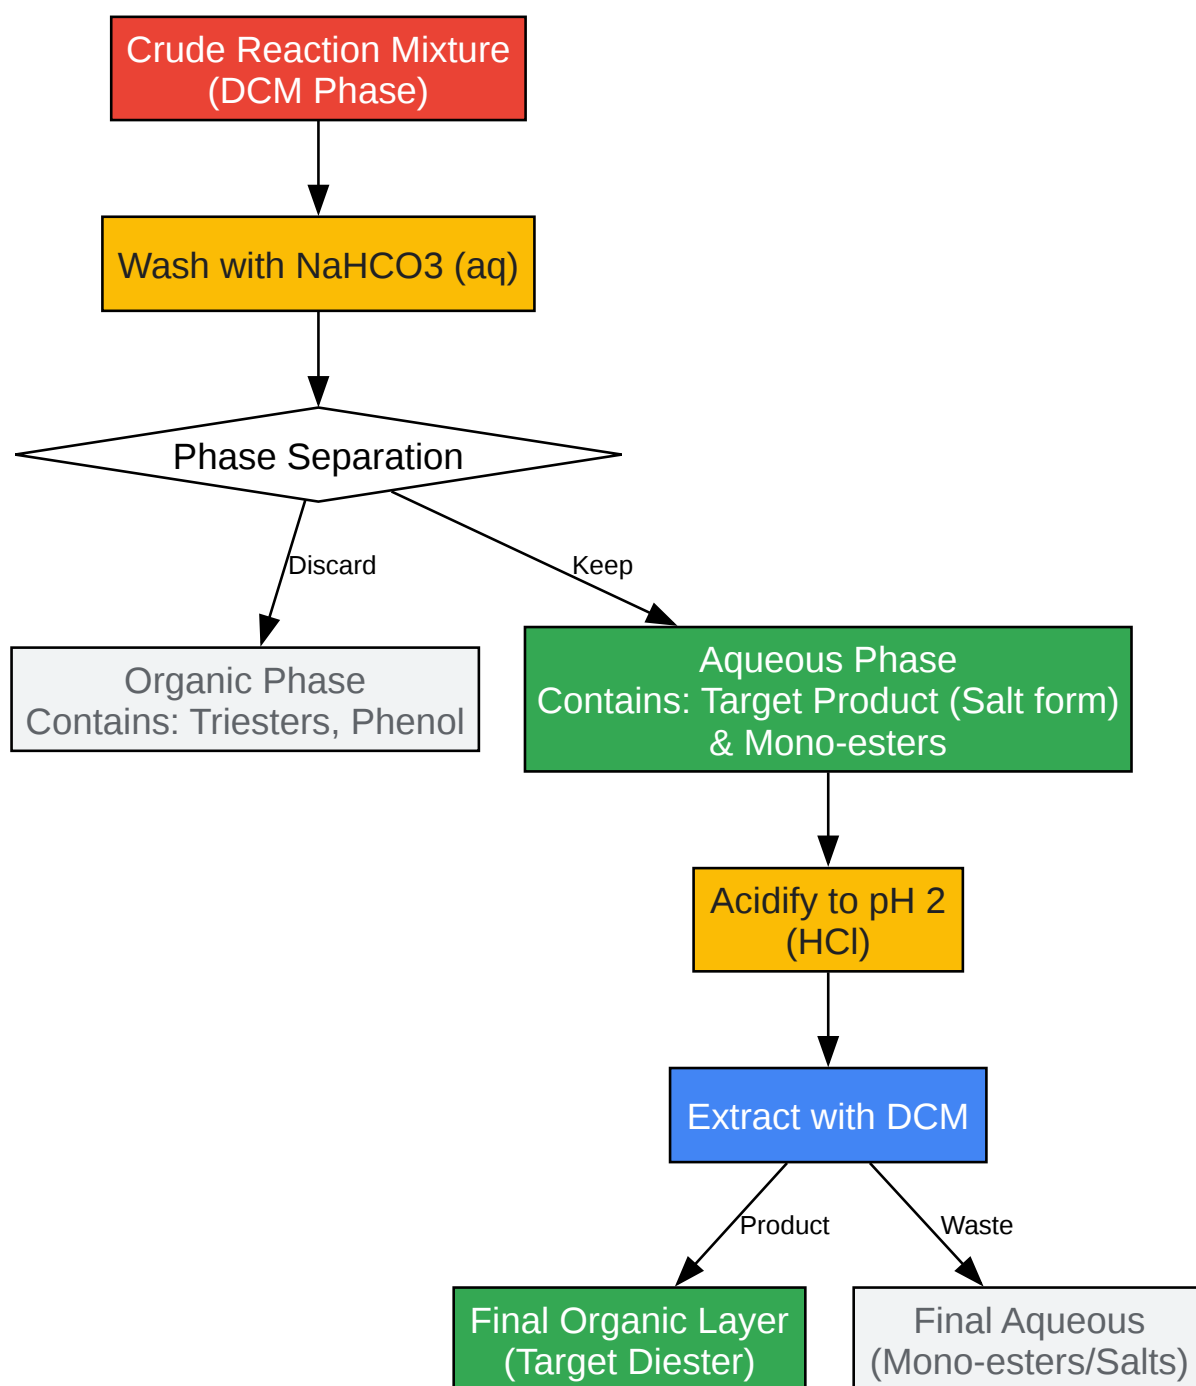 Crude Reaction Mixture
(DCM Phase)
Wash with NaHCO3 (aq)
Phase Separation
Discard
Keep
Organic Phase
Contains: Triesters, Phenol
Aqueous Phase
Contains: Target Product (Salt form)
& Mono-esters
Acidify to pH 2
(HCl)
Extract with DCM
Product
Waste
Final Organic Layer
(Target Diester)
Final Aqueous
(Mono-esters/Salts)